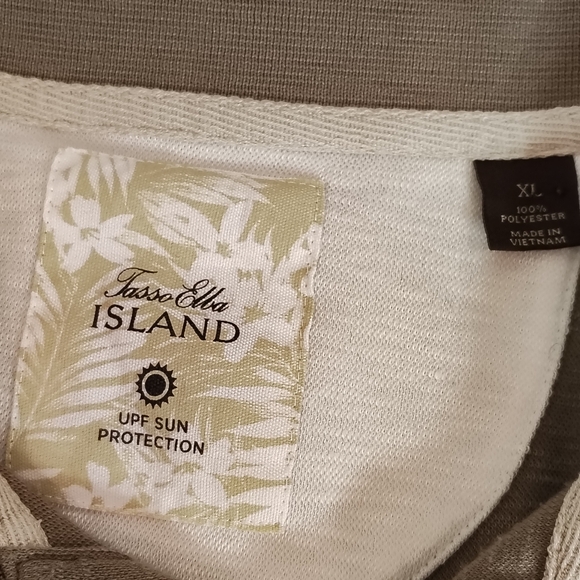 Tasso Elba
ISLAND
UPF SUN
PROTECTION
XL
100%
POLYESTER
MADE IN
VIETNAM